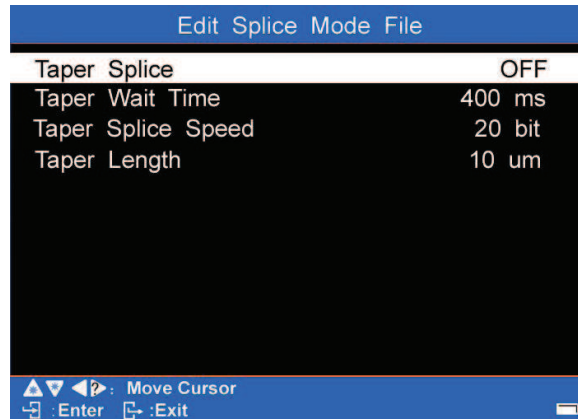 Edit Splice Mode File
Taper Splice OFF
Taper Wait Time 400 ms
Taper Splice Speed 20 bit
Taper Length 10 um
? : Move Cursor
:Enter :Exit